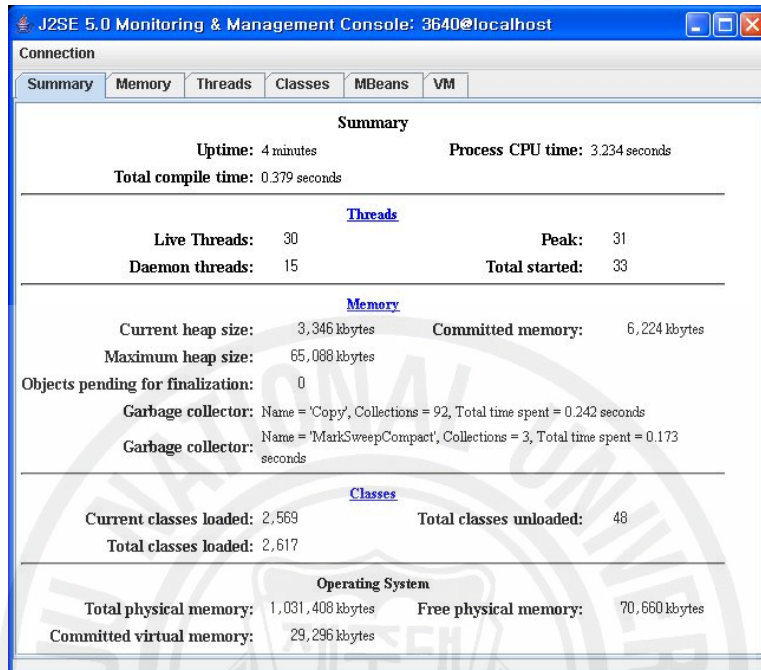 J2SE 5.0 Monitoring & Management Console: 3640@localhost
Connection
Summary Memory Threads Classes MBeans VM
Summary
Uptime: 4 minutes Process CPU time: 3.234 seconds
Total compile time: 0.379 seconds
Threads
Live Threads: 30 Peak: 31
Daemon threads: 15 Total started: 33
Memory
Current heap size: 3,346 kbytes Committed memory: 6,224 kbytes
Maximum heap size: 65,088 kbytes
Objects pending for finalization: 0
Garbage collector: Name = 'Copy', Collections = 92, Total time spent = 0.242 seconds
Garbage collector: Name = 'MarkSweepCompact', Collections = 3, Total time spent = 0.173
seconds
Classes
Current classes loaded: 2,569 Total classes unloaded: 48
Total classes loaded: 2,617
Operating System
Total physical memory: 1,031,408 kbytes Free physical memory: 70,660 kbytes
Committed virtual memory: 29,296 kbytes
NATIONAL